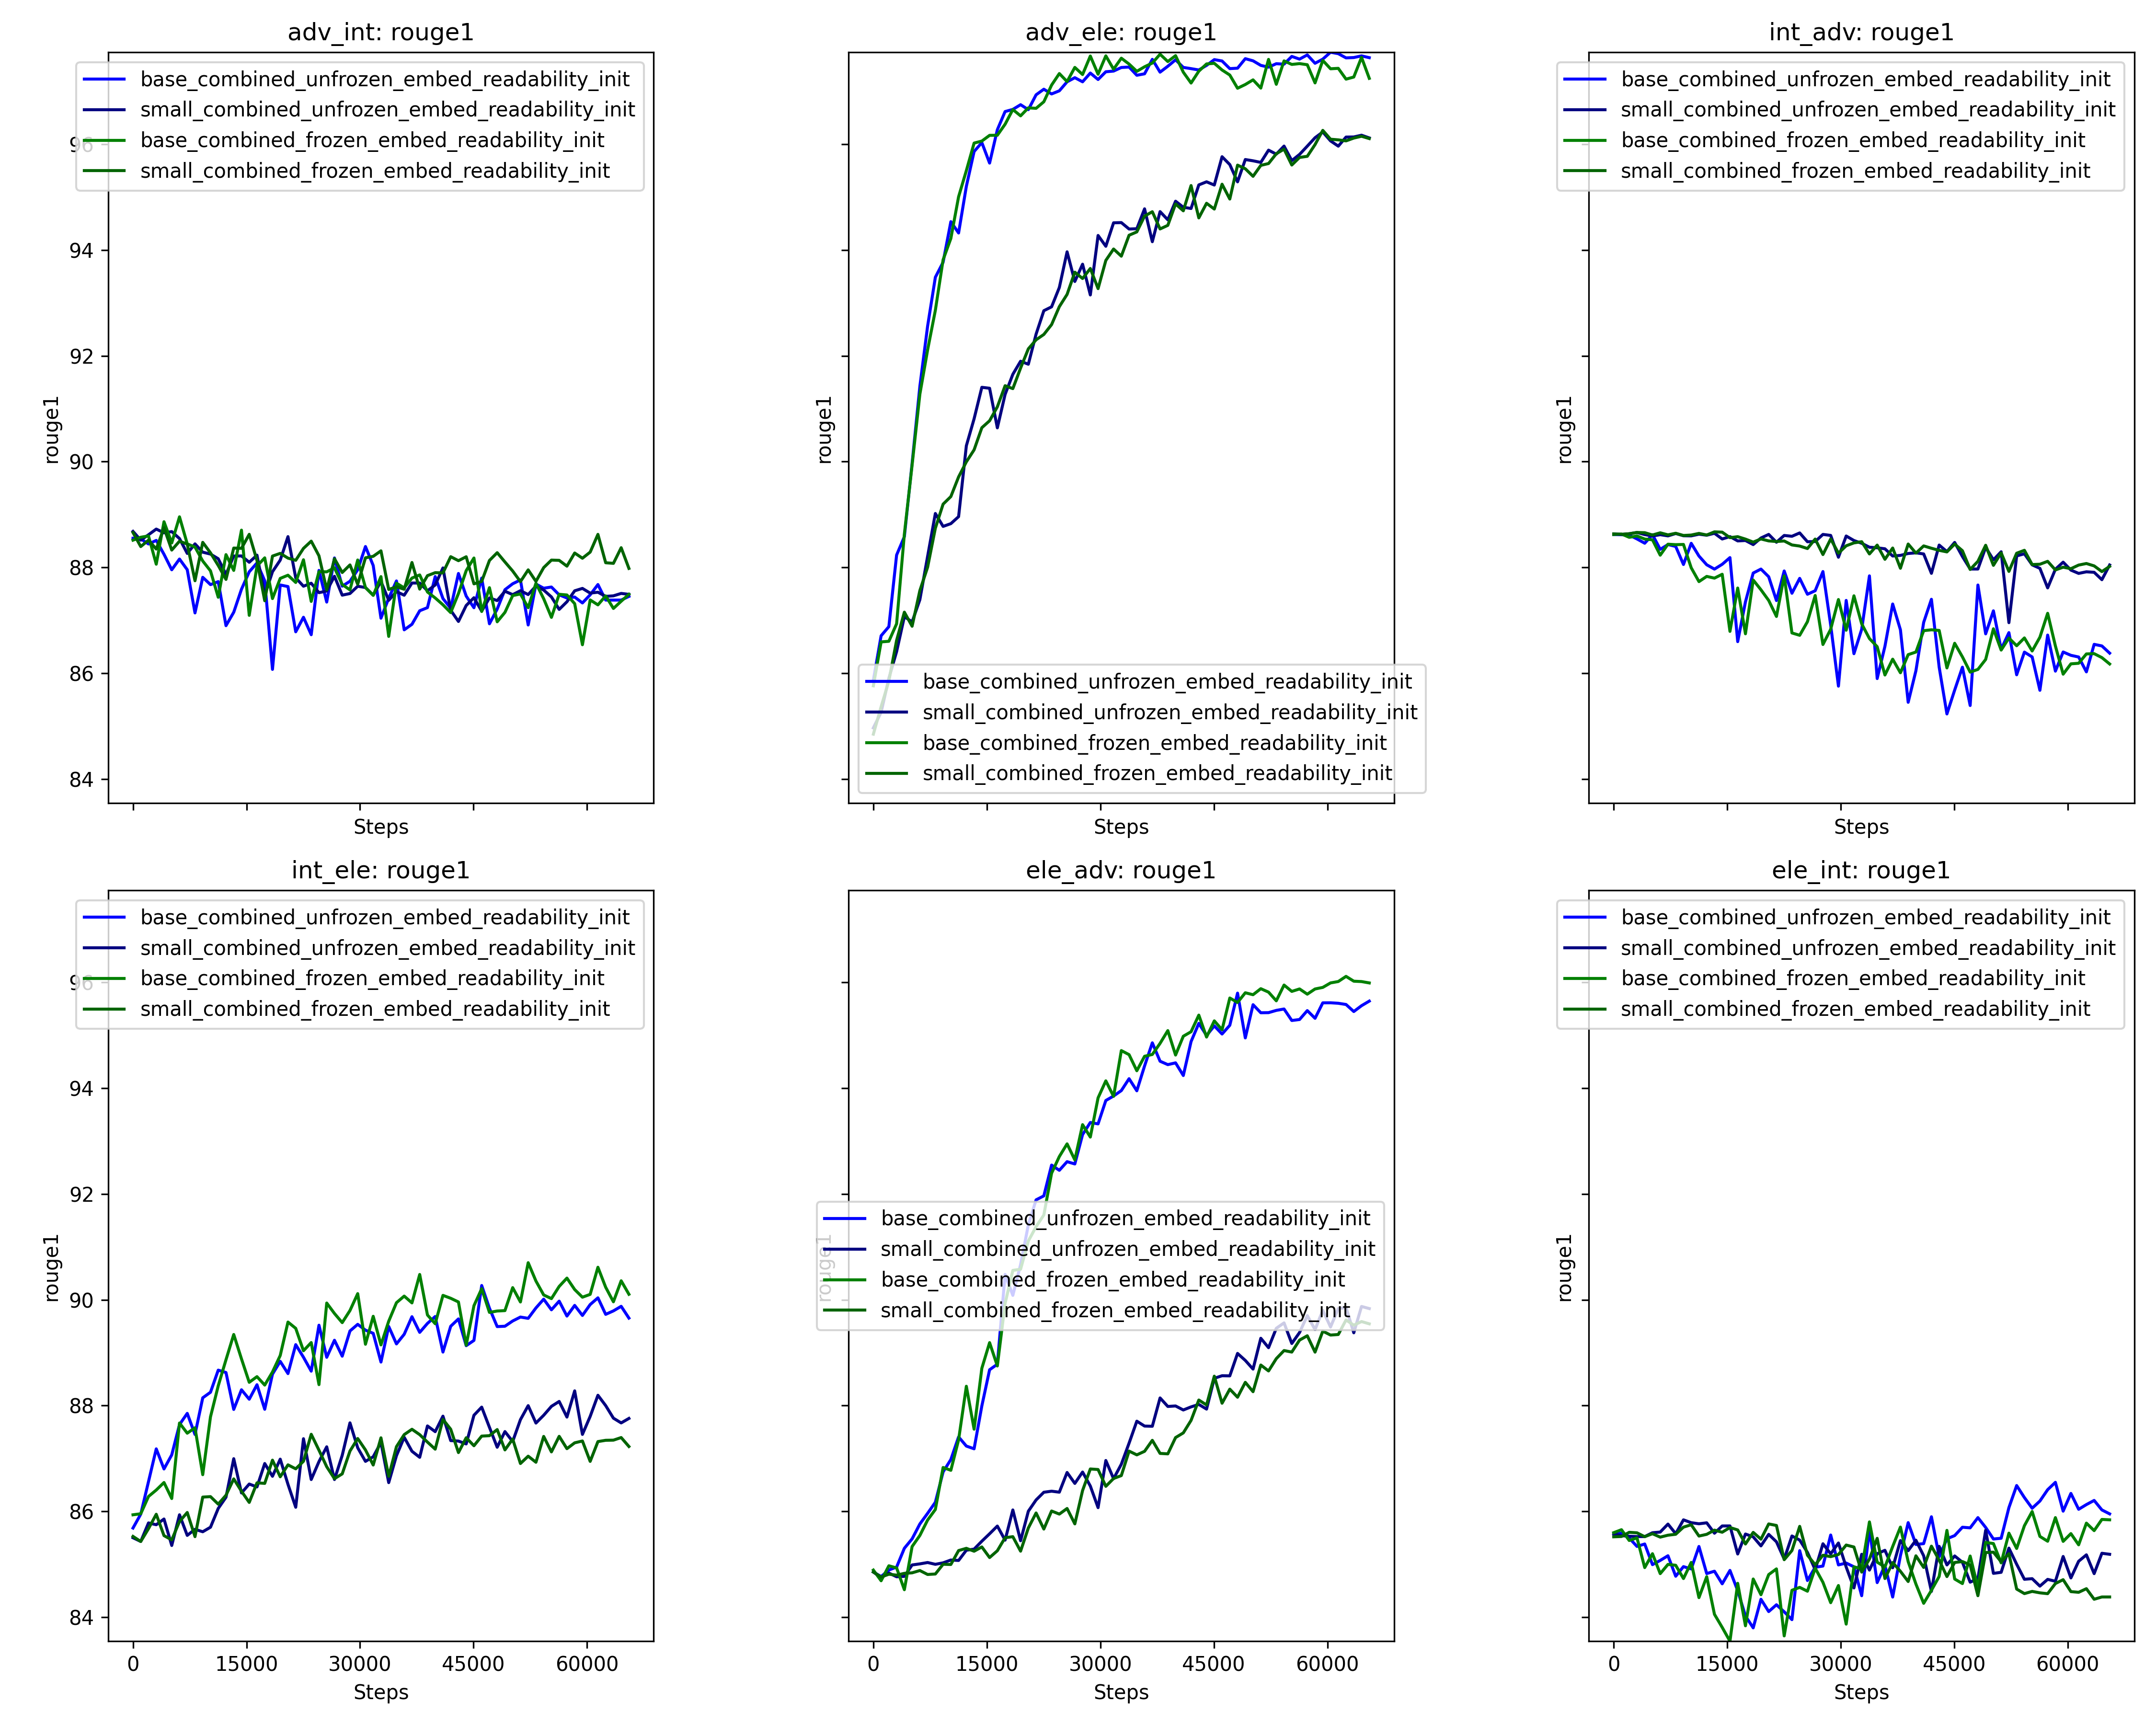 adv_int: rouge1
base_combined_unfrozen_embed_readability_init
small_combined_unfrozen_embed_readability_init
base_combined_frozen_embed_readability_init
small_combined_frozen_embed_readability_init
96
94
92
90
88
86
84
rouge1
Steps
adv_ele: rouge1
rouge1
base_combined_unfrozen_embed_readability_init
small_combined_unfrozen_embed_readability_init
base_combined_frozen_embed_readability_init
small_combined_frozen_embed_readability_init
Steps
int_adv: rouge1
base_combined_unfrozen_embed_readability_init
small_combined_unfrozen_embed_readability_init
base_combined_frozen_embed_readability_init
small_combined_frozen_embed_readability_init
rouge1
Steps
int_ele: rouge1
base_combined_unfrozen_embed_readability_init
small_combined_unfrozen_embed_readability_init
base_combined_frozen_embed_readability_init
small_combined_frozen_embed_readability_init
96
94
92
90
88
86
84
rouge1
0 15000 30000 45000 60000
Steps
ele_adv: rouge1
base_combined_unfrozen_embed_readability_init
small_combined_unfrozen_embed_readability_init
base_combined_frozen_embed_readability_init
small_combined_frozen_embed_readability_init
rouge1
0 15000 30000 45000 60000
Steps
ele_int: rouge1
base_combined_unfrozen_embed_readability_init
small_combined_unfrozen_embed_readability_init
base_combined_frozen_embed_readability_init
small_combined_frozen_embed_readability_init
rouge1
0 15000 30000 45000 60000
Steps